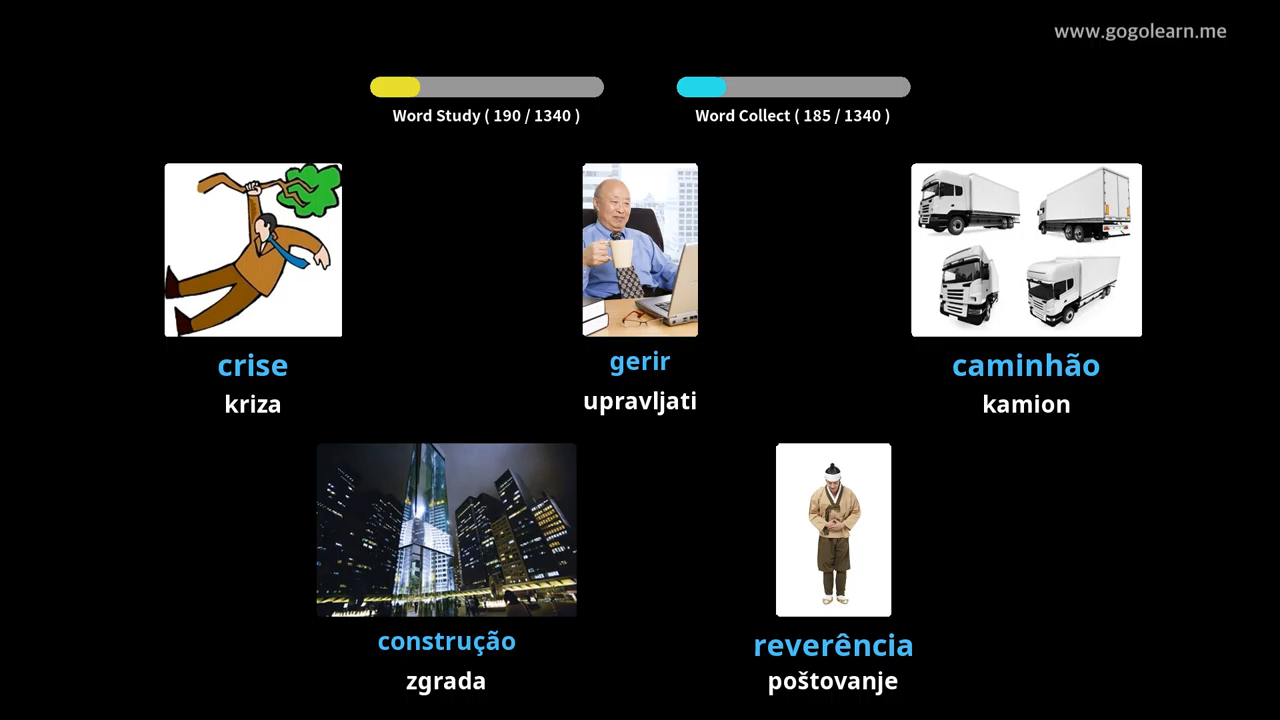 www.gogolearn.me
Word Study ( 190 / 1340 )
Word Collect ( 185 / 1340 )
crise
kriza
gerir
upravljati
caminhão
kamion
construção
zgrada
reverência
poštovanje